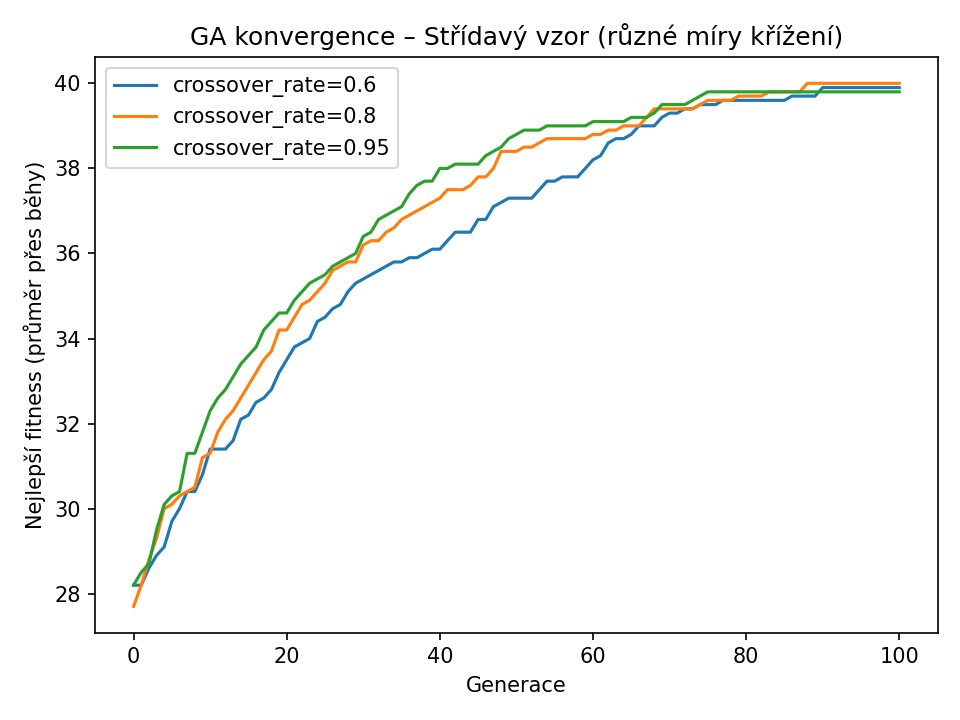 GA konvergence – Střídavý vzor (různé míry křížení)
crossover_rate=0.6
crossover_rate=0.8
crossover_rate=0.95
Nejlepší fitness (průměr přes běhy)
40
38
36
34
32
30
28
0 20 40 60 80 100
Generace